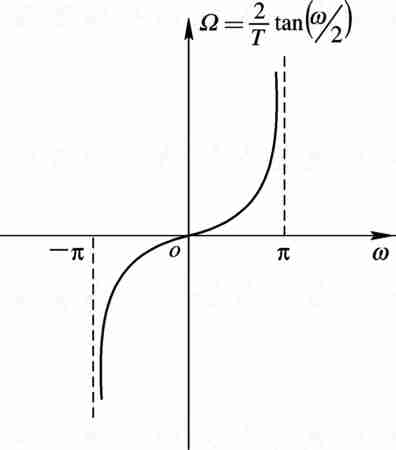 Ω = 2/T tan(ω/2)
−π o π ω